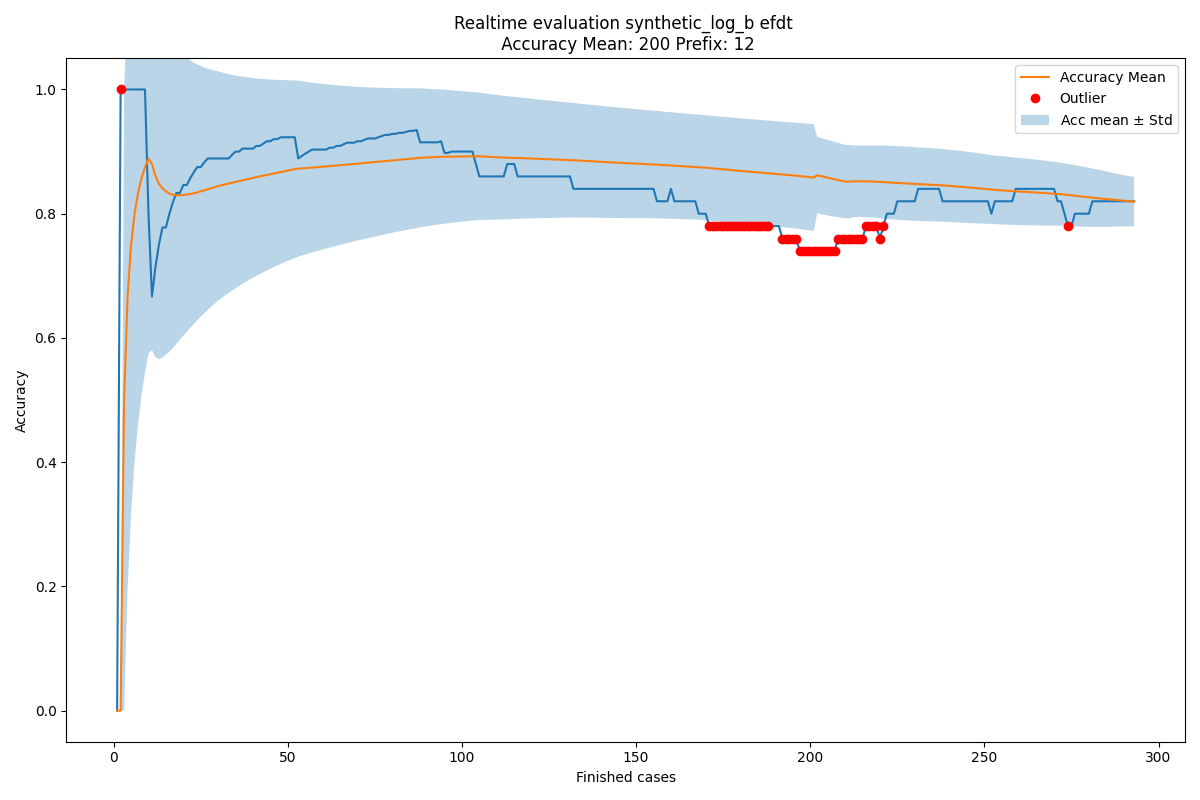 Realtime evaluation synthetic_log_b efdt
Accuracy Mean: 200 Prefix: 12
Accuracy Mean
Outlier
Acc mean ± Std
1.0
0.8
0.6
0.4
0.2
0.0
Accuracy
0 50 100 150 200 250 300
Finished cases